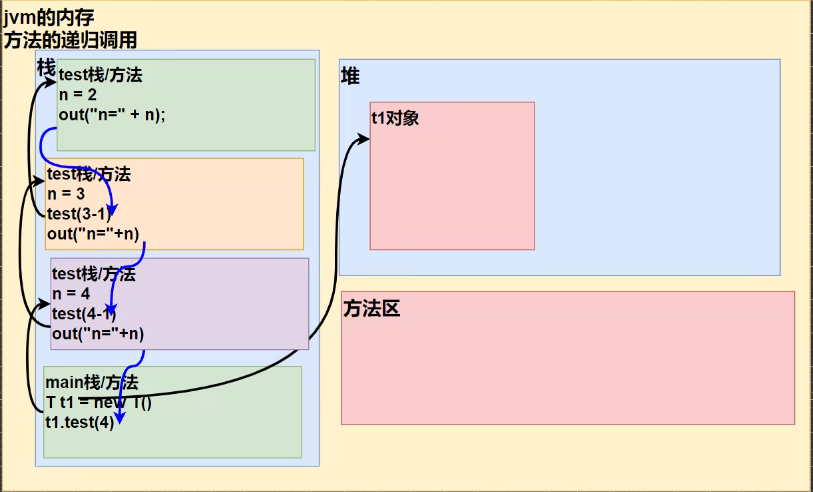 jvm的内存
方法的递归调用
栈
test栈/方法
n = 2
out("n=" + n);
test栈/方法
n = 3
test(3-1)
out("n="+n)
test栈/方法
n = 4
test(4-1)
out("n="+n)
main栈/方法
T t1 = new T()
t1.test(4)
堆
t1对象
方法区